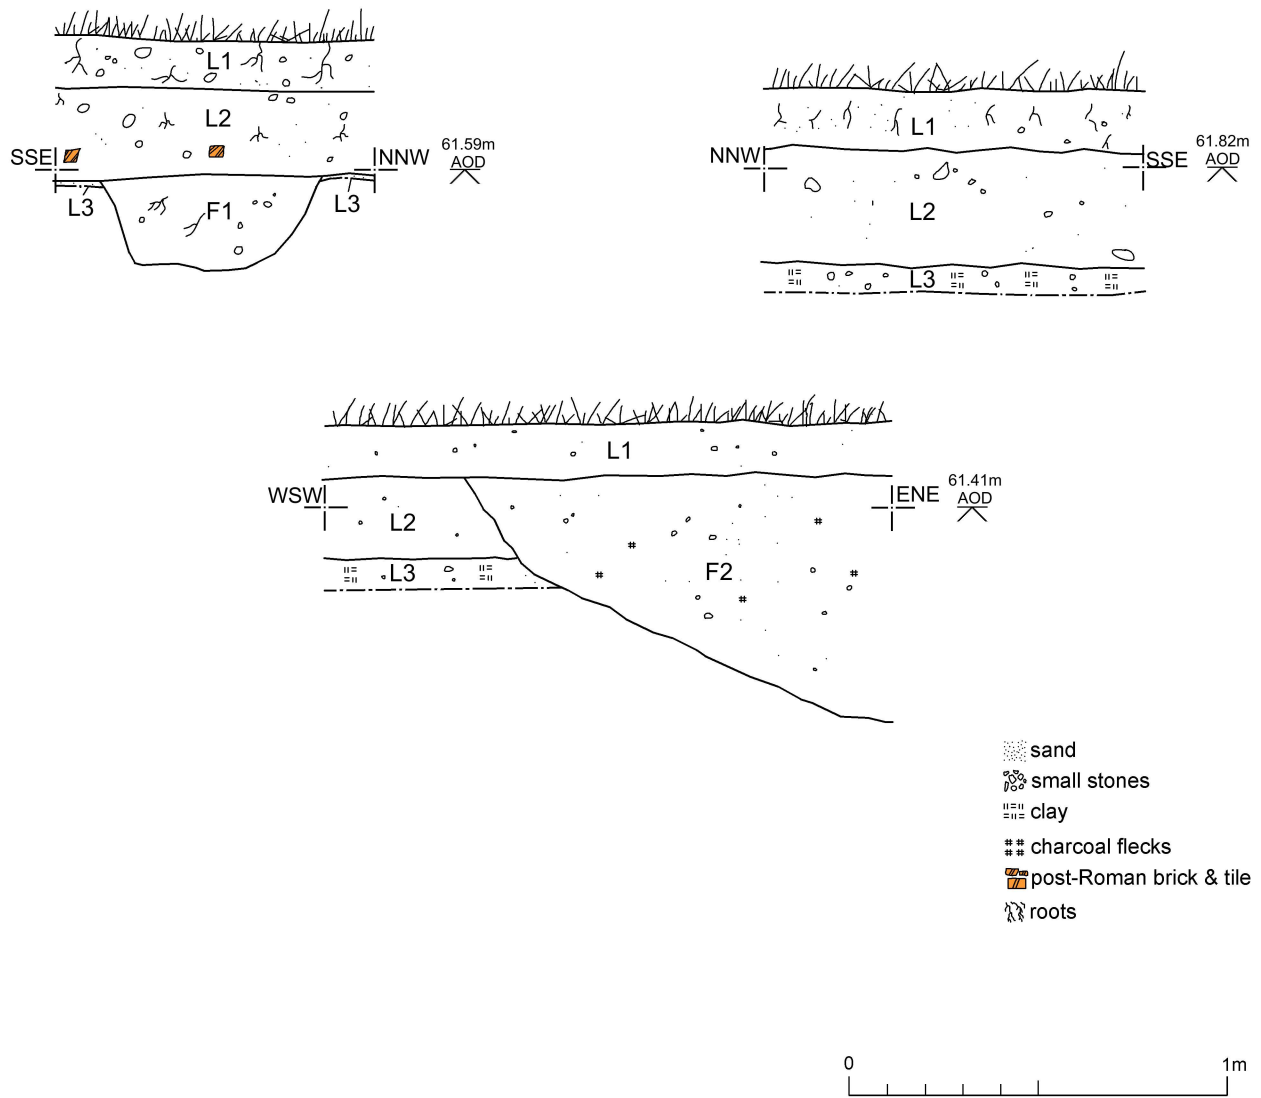 L1
L2
SSE
NNW
61.59m
AOD
L3
F1
L3
L1
NNW
SSE
61.82m
AOD
L2
L3
L1
WSW
ENE
61.41m
AOD
L2
L3
F2
sand
small stones
clay
charcoal flecks
post-Roman brick & tile
roots
0
1m